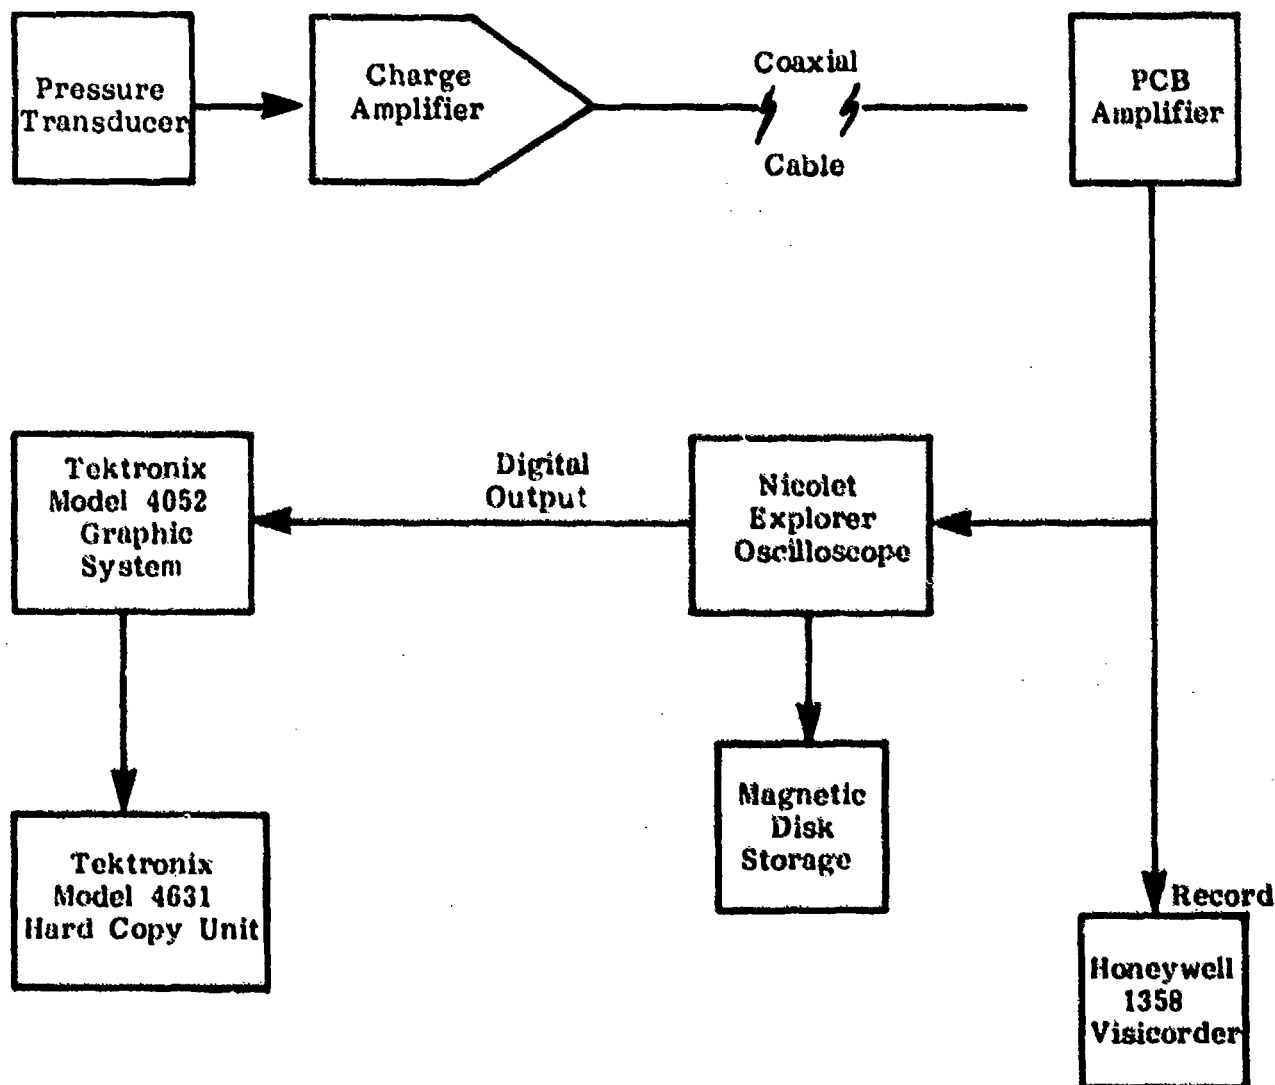 Pressure
Transducer
Charge
Amplifier
Coaxial
Cable
PCB
Amplifier
Tektronix
Model 4052
Graphic
System
Digital
Output
Nicolet
Explorer
Oscilloscope
Magnetic
Disk
Storage
Tektronix
Model 4631
Hard Copy Unit
Record
Honeywell
1358
Visicorder